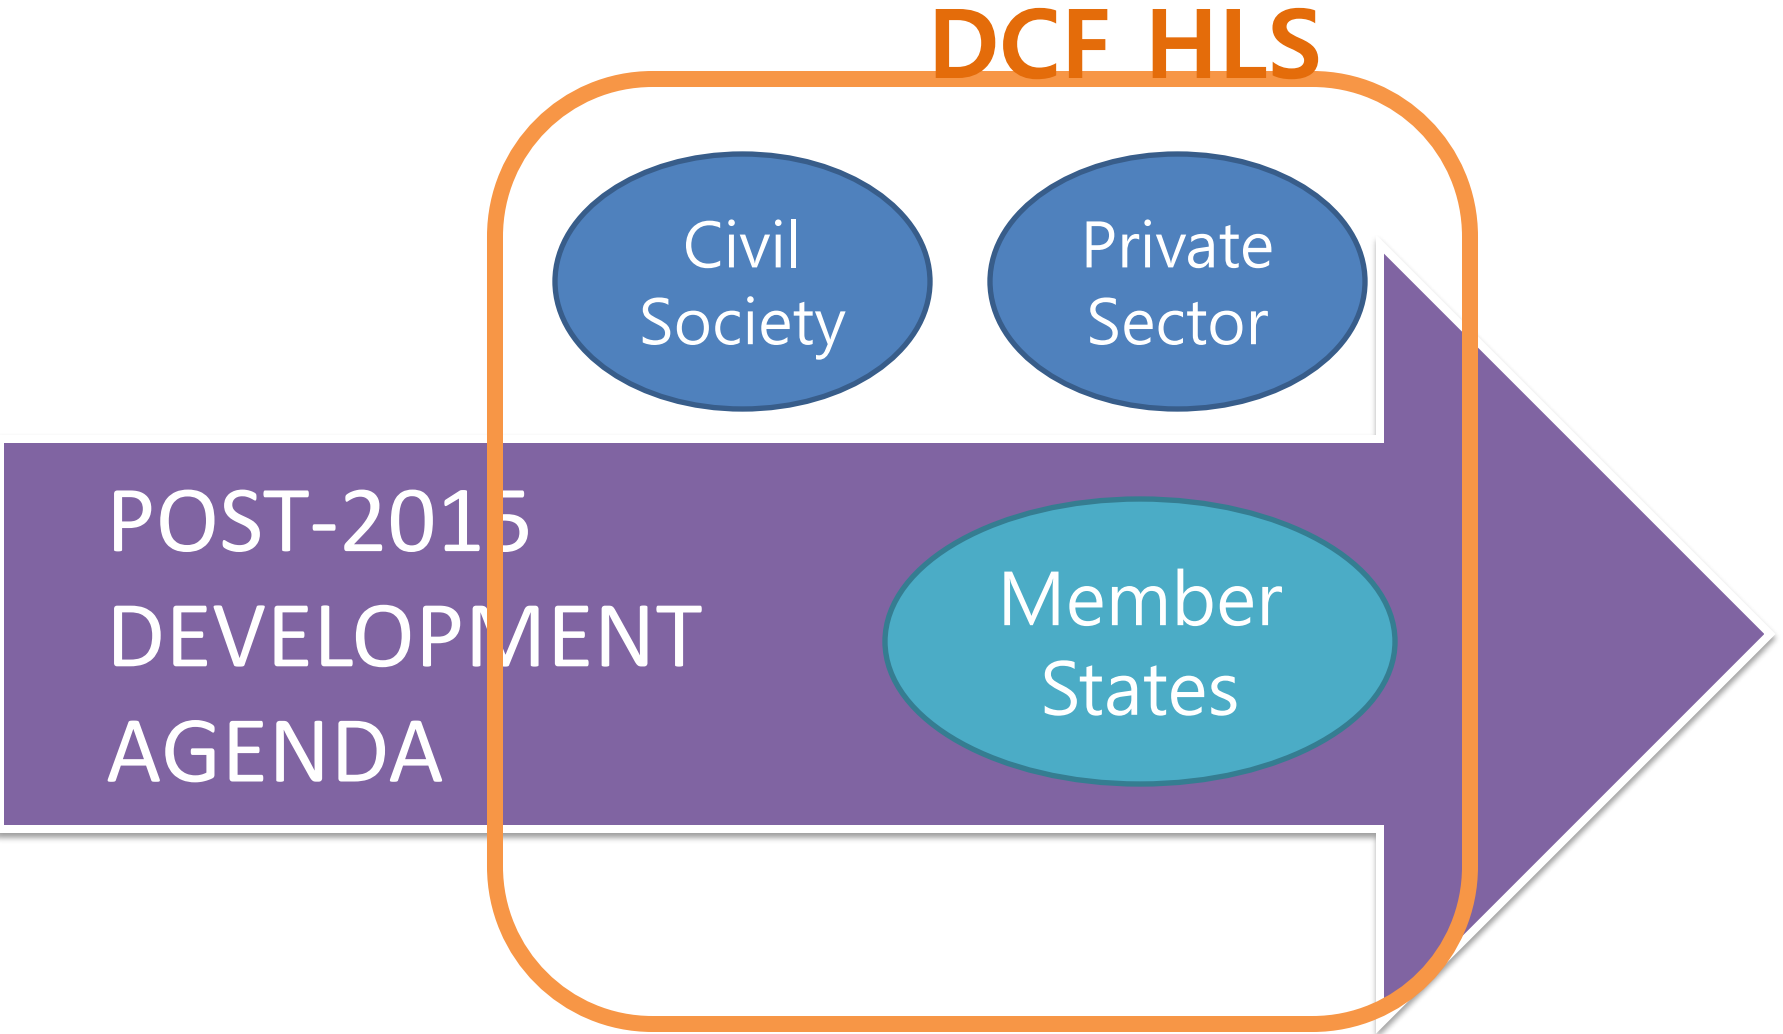 DCF HLS
Civil
Society
Private
Sector
POST-2015
DEVELOPMENT
AGENDA
Member
States